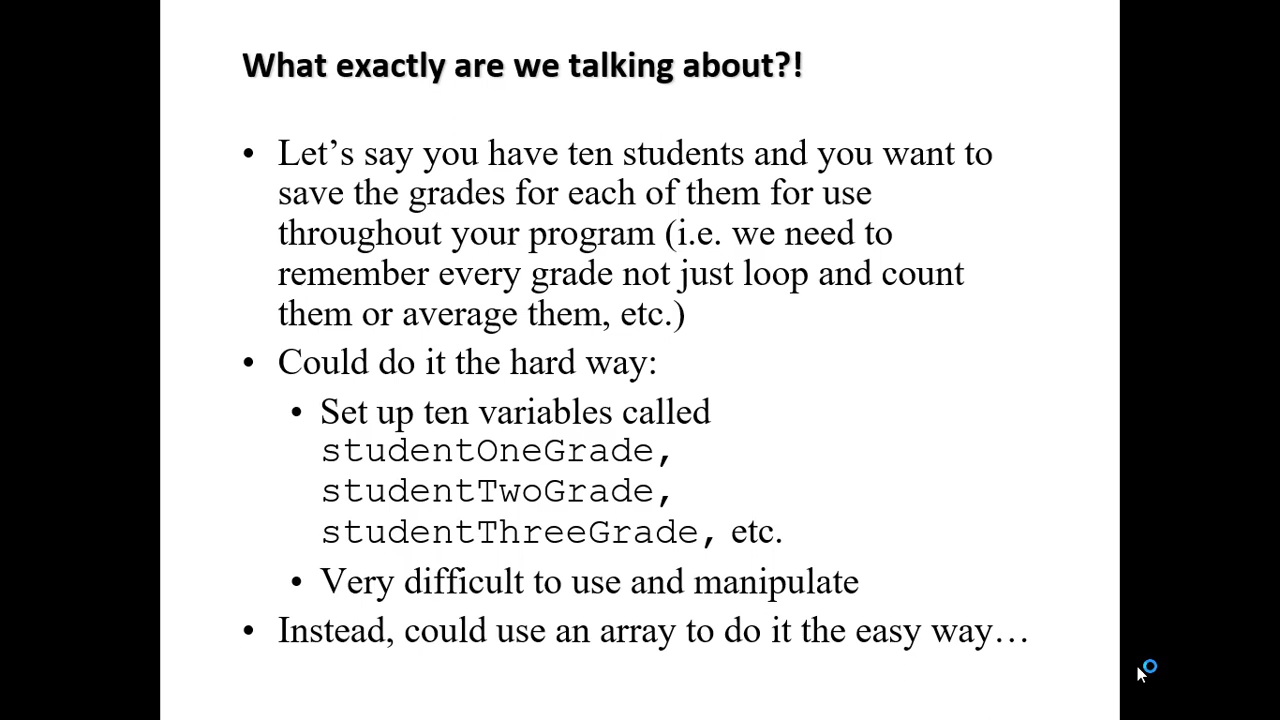 What exactly are we talking about?!
• Let’s say you have ten students and you want to
save the grades for each of them for use
throughout your program (i.e. we need to
remember every grade not just loop and count
them or average them, etc.)
• Could do it the hard way:
• Set up ten variables called
studentOneGrade,
studentTwoGrade,
studentThreeGrade, etc.
• Very difficult to use and manipulate
• Instead, could use an array to do it the easy way…